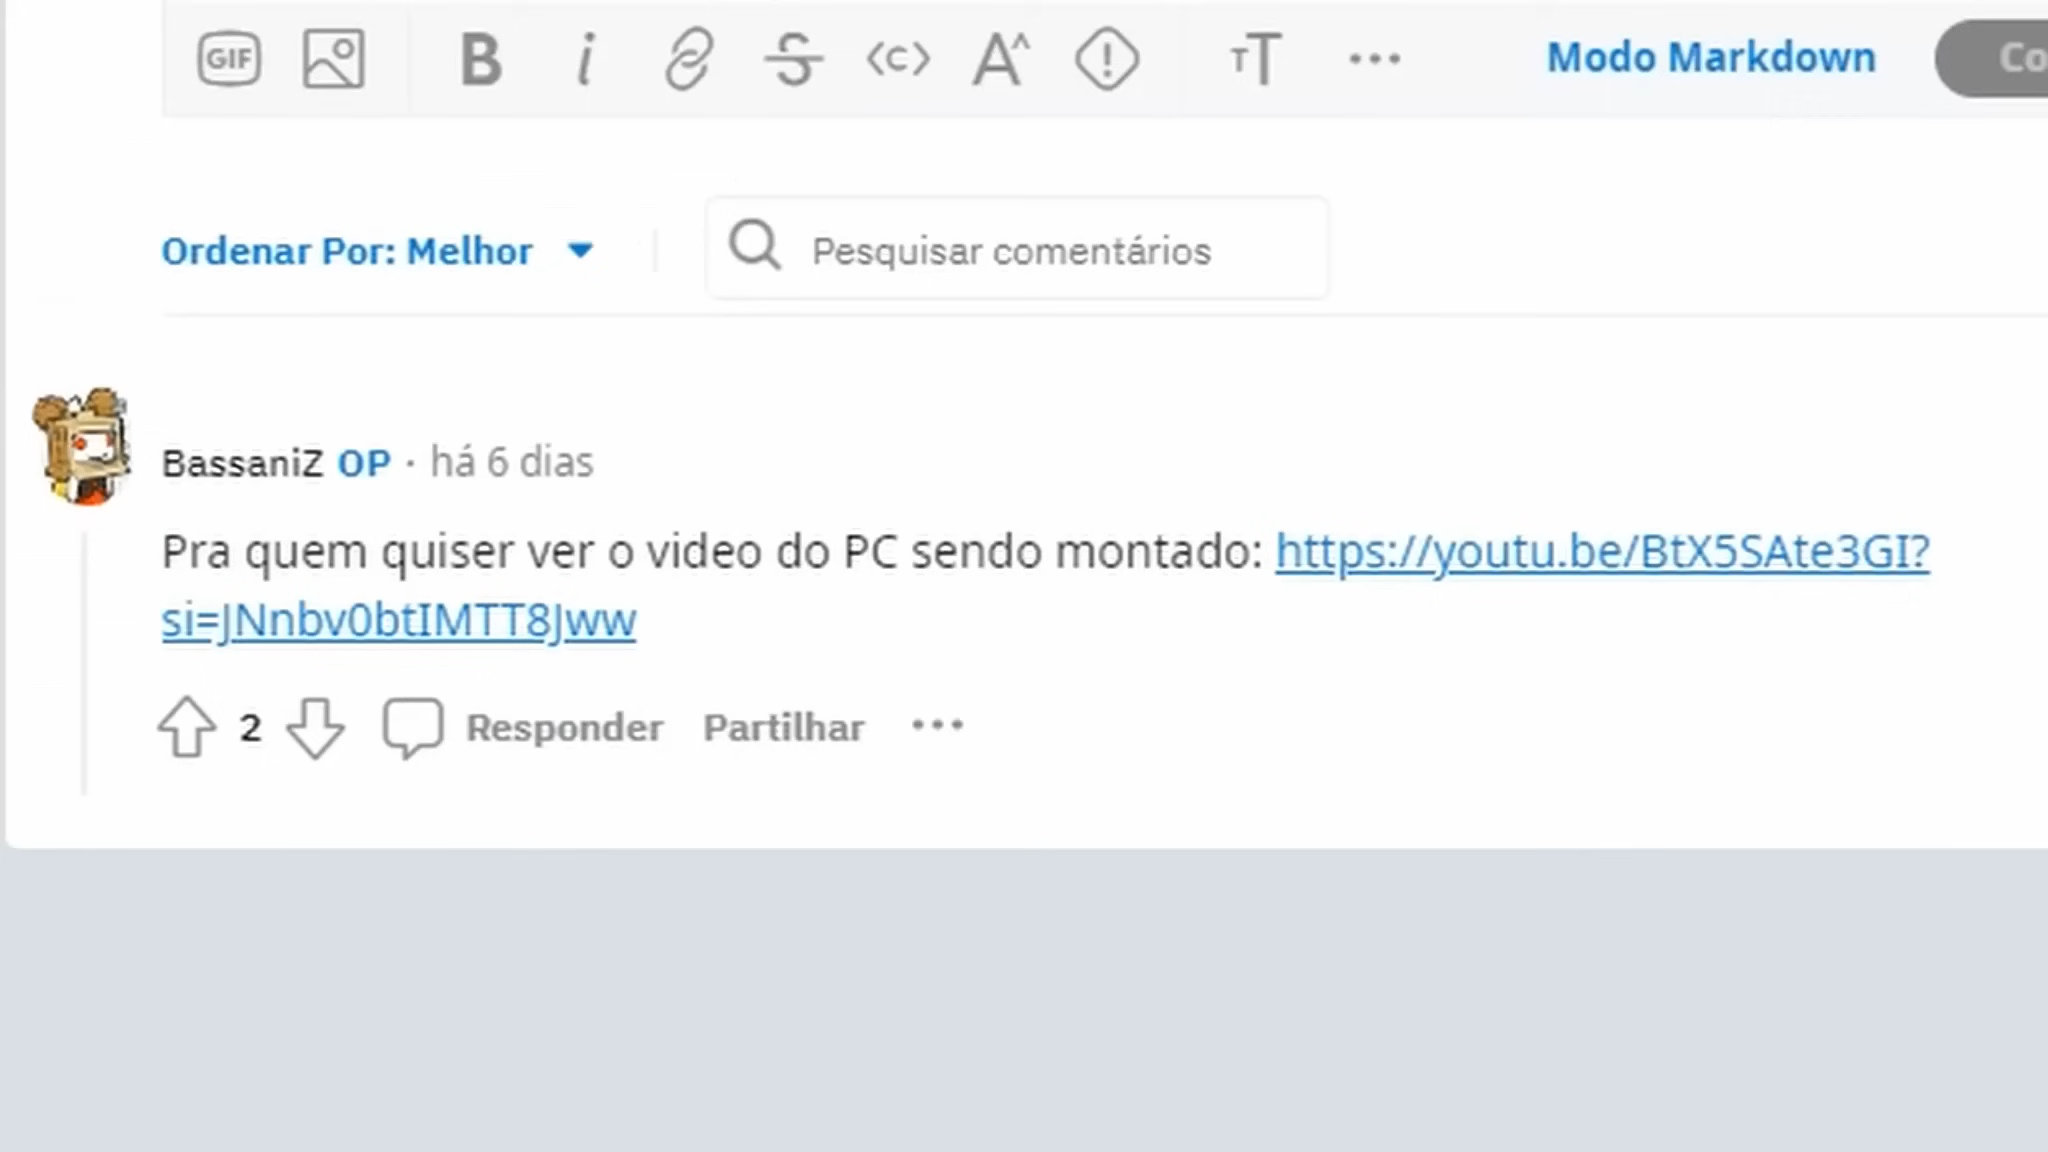 GIF B i S <c> A^ ! TT ... Modo Markdown Co
Ordenar Por: Melhor Pesquisar comentários
BassaniZ OP · há 6 dias
Pra quem quiser ver o video do PC sendo montado: https://youtu.be/BtX5SAte3GI?
si=JNnbv0btIMTT8Jww
2 Responder Partilhar ...